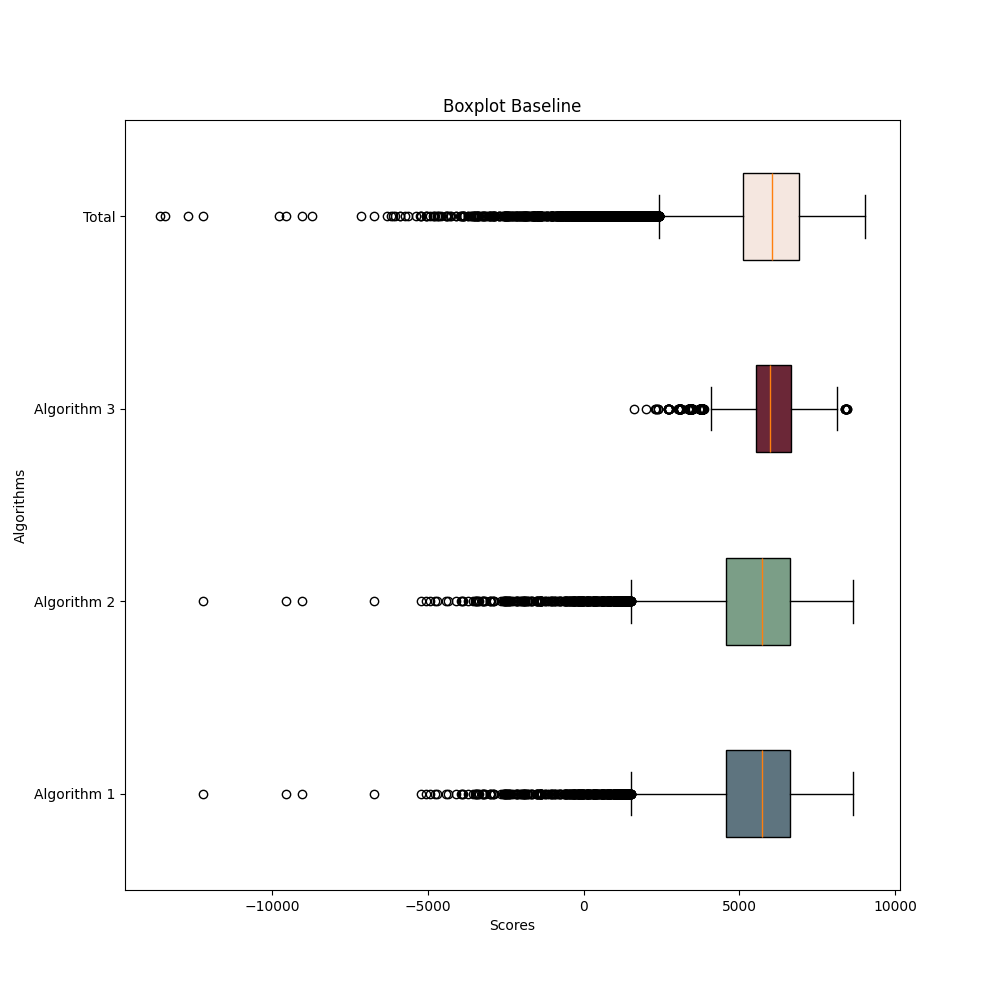 Boxplot Baseline
Total
Algorithm 3
Algorithm 2
Algorithm 1
Algorithms
−10000 −5000 0 5000 10000
Scores